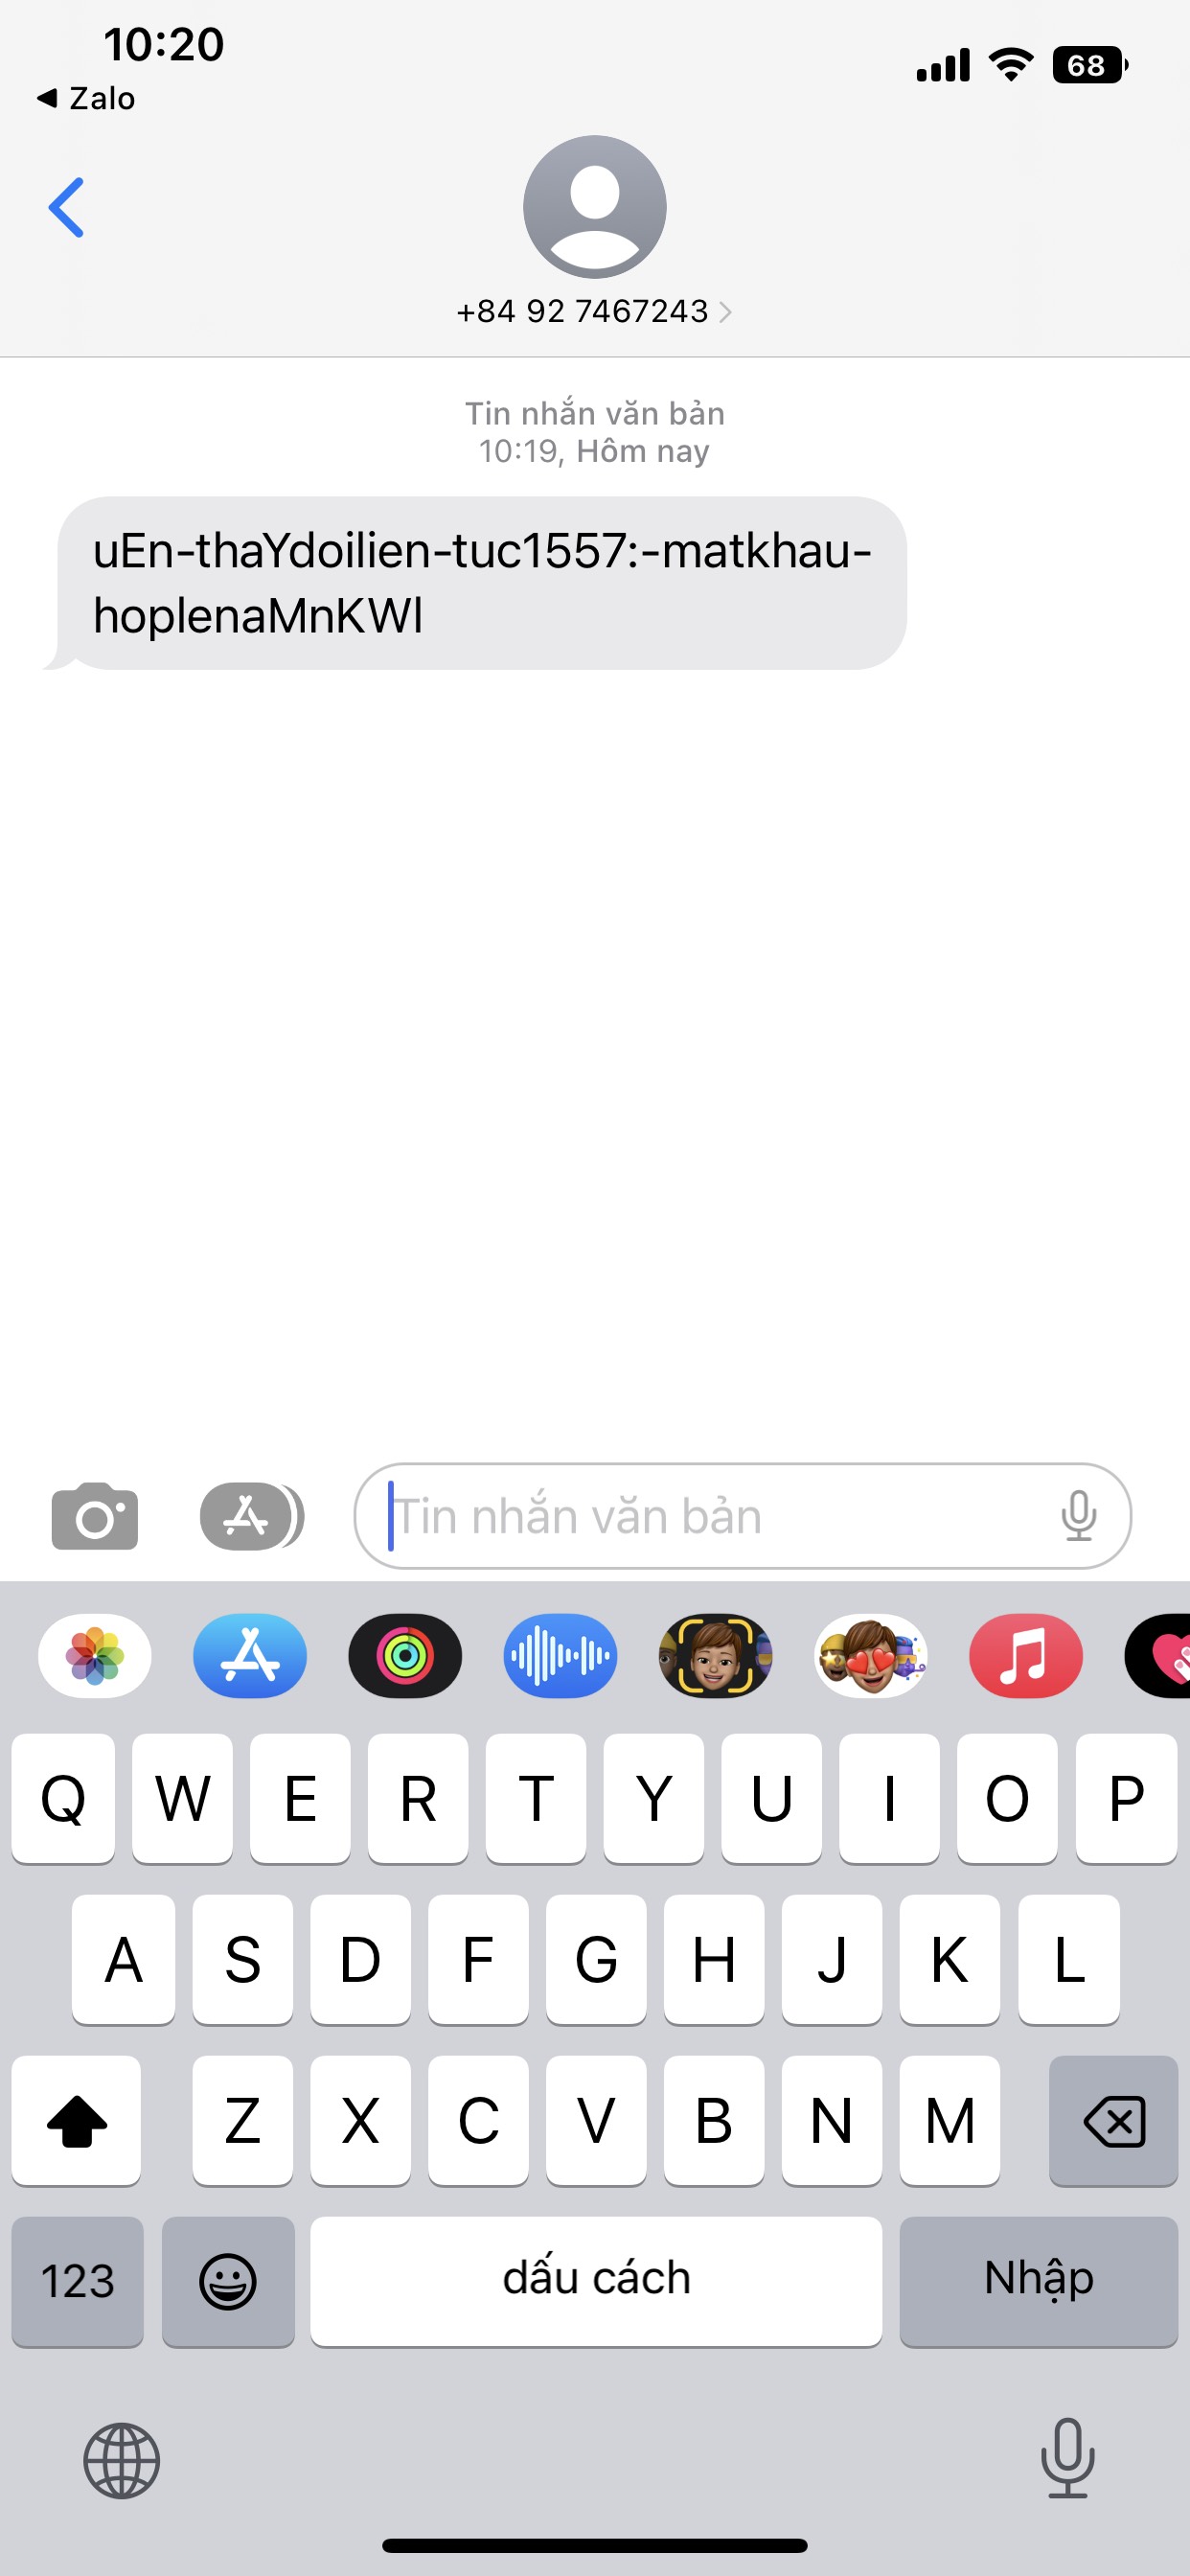 10:20
68
Zalo
+84 92 7467243
Tin nhắn văn bản
10:19, Hôm nay
uEn-thaYdoilien-tuc1557:-matkhau-
hoplenaMnKWl
Tin nhắn văn bản
Q W E R T Y U I O P
A S D F G H J K L
Z X C V B N M
123 dấu cách Nhập